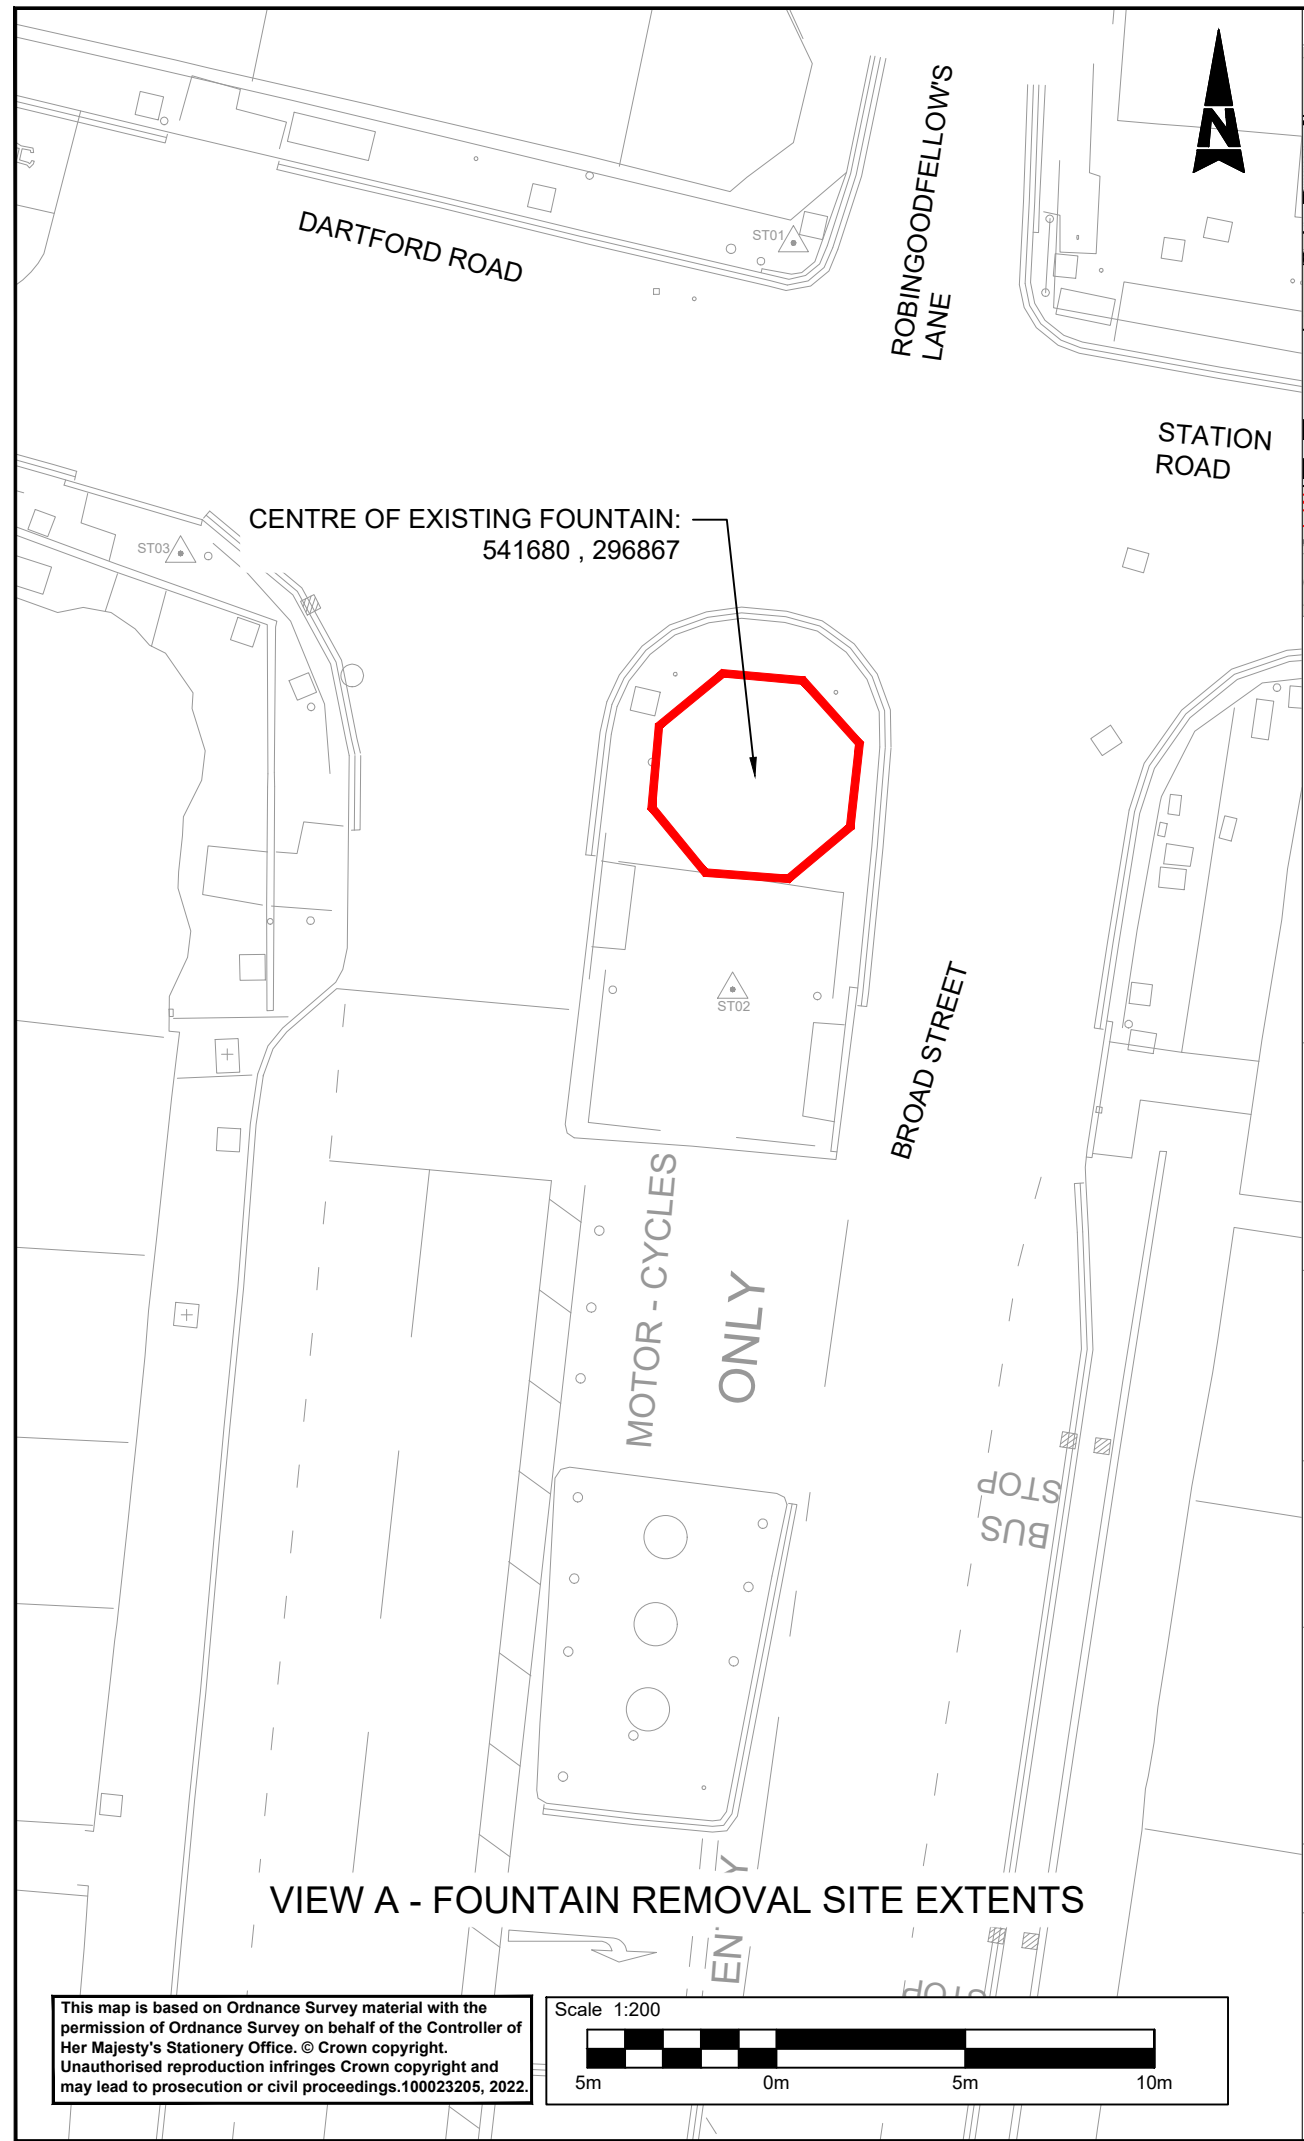 N
ROBINGOODFELLOW'S
LANE
DARTFORD ROAD
ST01
STATION
ROAD
CENTRE OF EXISTING FOUNTAIN:
541680 , 296867
ST03
ST02
BROAD STREET
MOTOR - CYCLES
ONLY
BUS
STOP
VIEW A - FOUNTAIN REMOVAL SITE EXTENTS
STOP
This map is based on Ordnance Survey material with the
permission of Ordnance Survey on behalf of the Controller of
Her Majesty's Stationery Office. © Crown copyright.
Unauthorised reproduction infringes Crown copyright and
may lead to prosecution or civil proceedings.100023205, 2022.
Scale 1:200
5m 0m 5m 10m